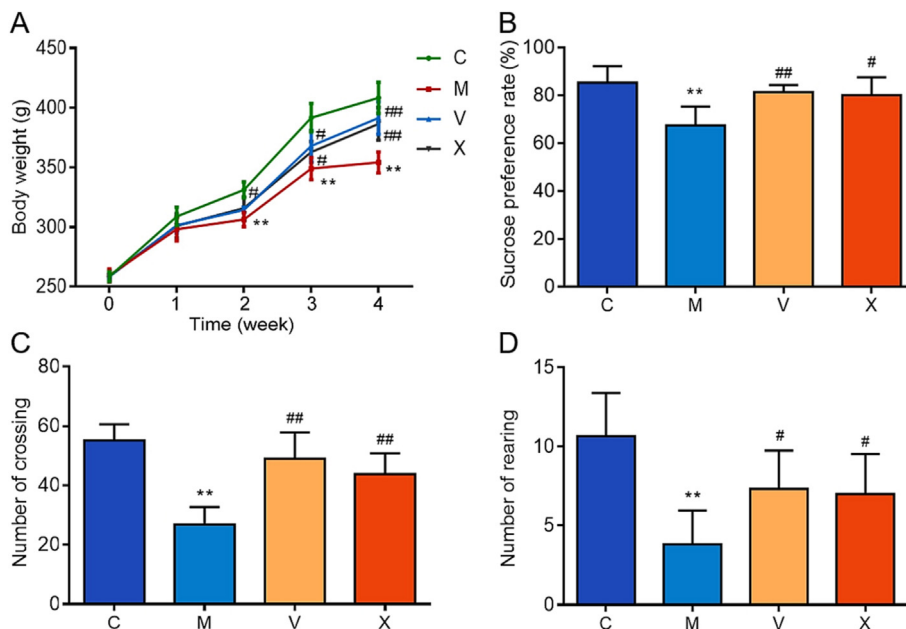 A
Body weight (g)
450
400
350
300
250
0 1 2 3 4
Time (week)
C
M
V
X
#
**
#
#
**
##
##
**
B
Sucrose preference rate (%)
100
80
60
40
20
0
**
##
#
C M V X
C
Number of crossing
80
60
40
20
0
**
##
##
C M V X
D
Number of rearing
15
10
5
0
**
#
#
C M V X